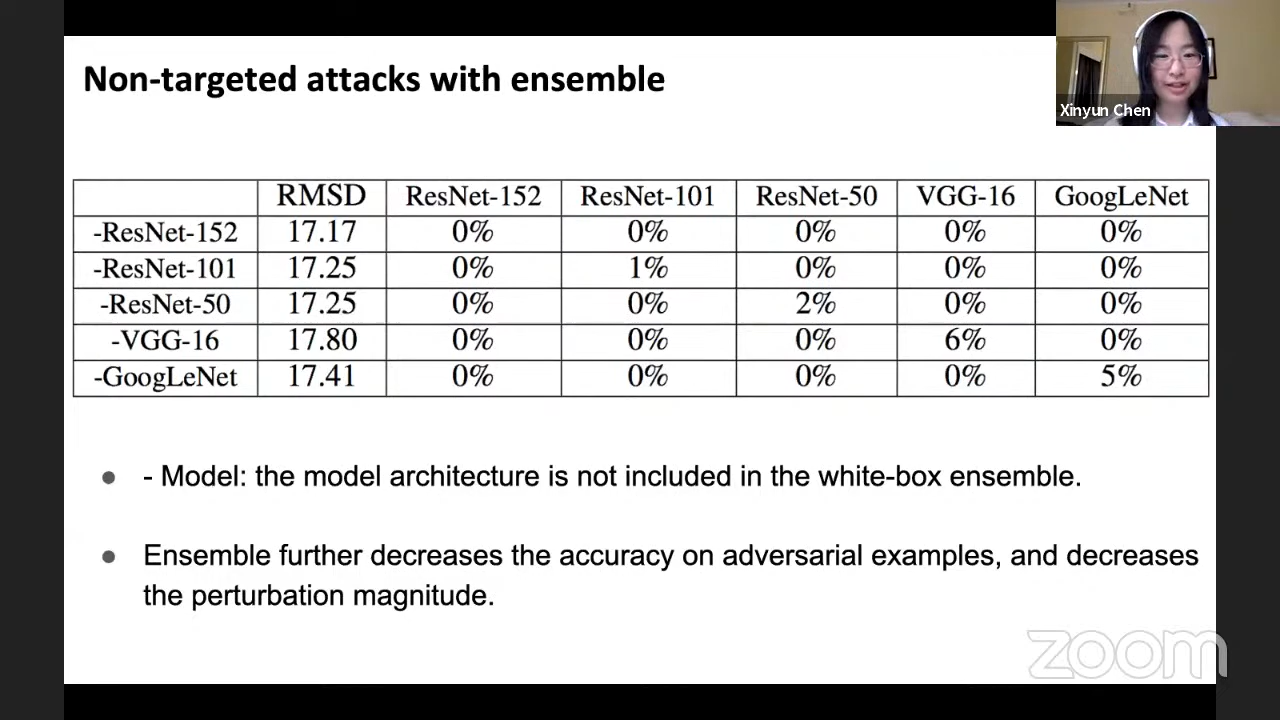 Non-targeted attacks with ensemble
Xinyun Chen
RMSD ResNet-152 ResNet-101 ResNet-50 VGG-16 GoogLeNet
-ResNet-152 17.17 0% 0% 0% 0% 0%
-ResNet-101 17.25 0% 1% 0% 0% 0%
-ResNet-50 17.25 0% 0% 2% 0% 0%
-VGG-16 17.80 0% 0% 0% 6% 0%
-GoogLeNet 17.41 0% 0% 0% 0% 5%
● - Model: the model architecture is not included in the white-box ensemble.
● Ensemble further decreases the accuracy on adversarial examples, and decreases
the perturbation magnitude.
zoom